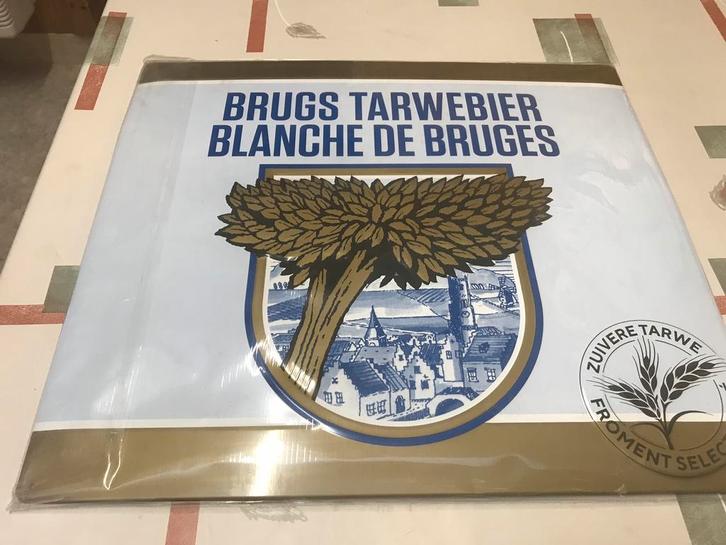 BRUGS TARWEBIER
BLANCHE DE BRUGES
ZUIVERE TARWE
FROMENT SELEC